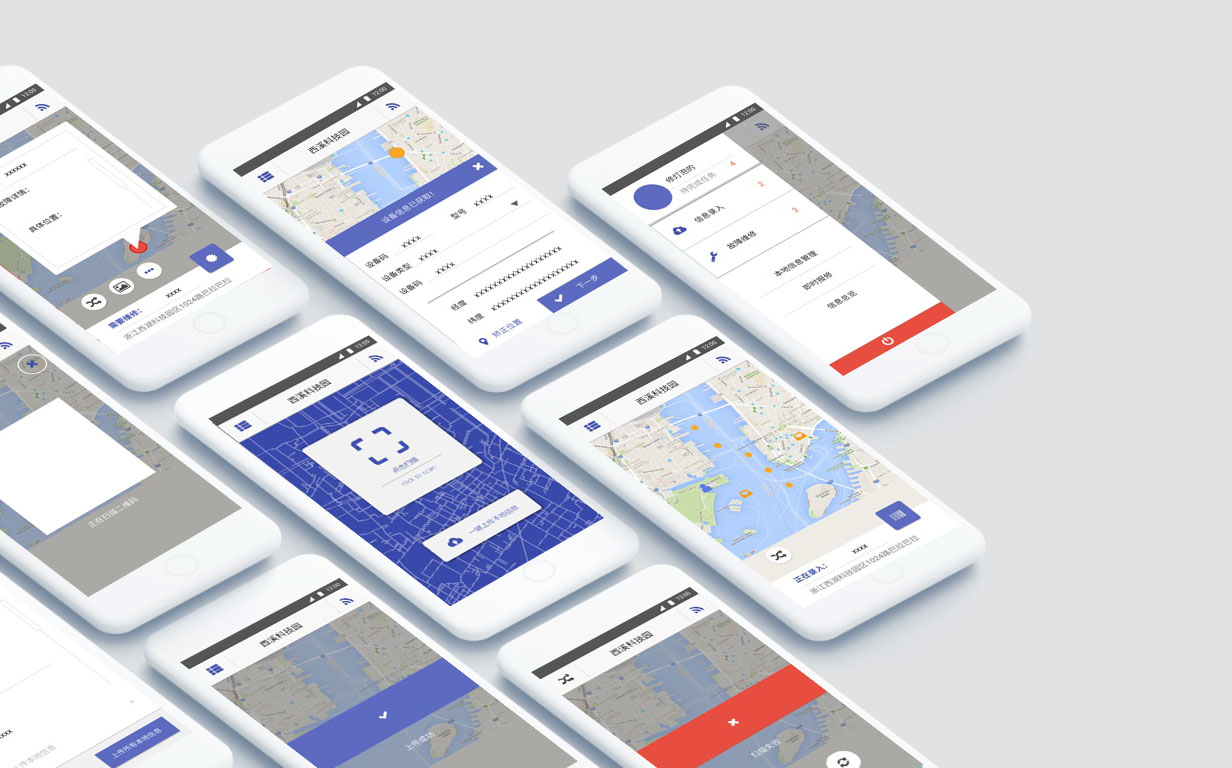 12:00
xxxxxx
故障详情：
具体位置：
需要维修：
xxxx
浙江西湖科技园区1024路巴拉巴拉
12:00
西溪科技园
设备信息已获取！
设备码
xxxx
型号
xxxx
设备类型
xxxx
设备码
xxxx
经度
xxxxxxxxxxxxxxxxx
纬度
xxxxxxxxxxxxxxxxx
矫正位置
下一步
12:00
修灯泡的
待完成任务
4
信息录入
2
故障维修
2
本地信息管理
即时报修
信息总览
正在扫描二维码
12:00
西溪科技园
点击扫描
click to scan
一键上传本地信息
12:00
西溪科技园
正在录入：
xxxx
浙江西湖科技园区1024路巴拉巴拉
上传所有本地信息
12:00
西溪科技园
上传成功
12:00
西溪科技园
扫描失败